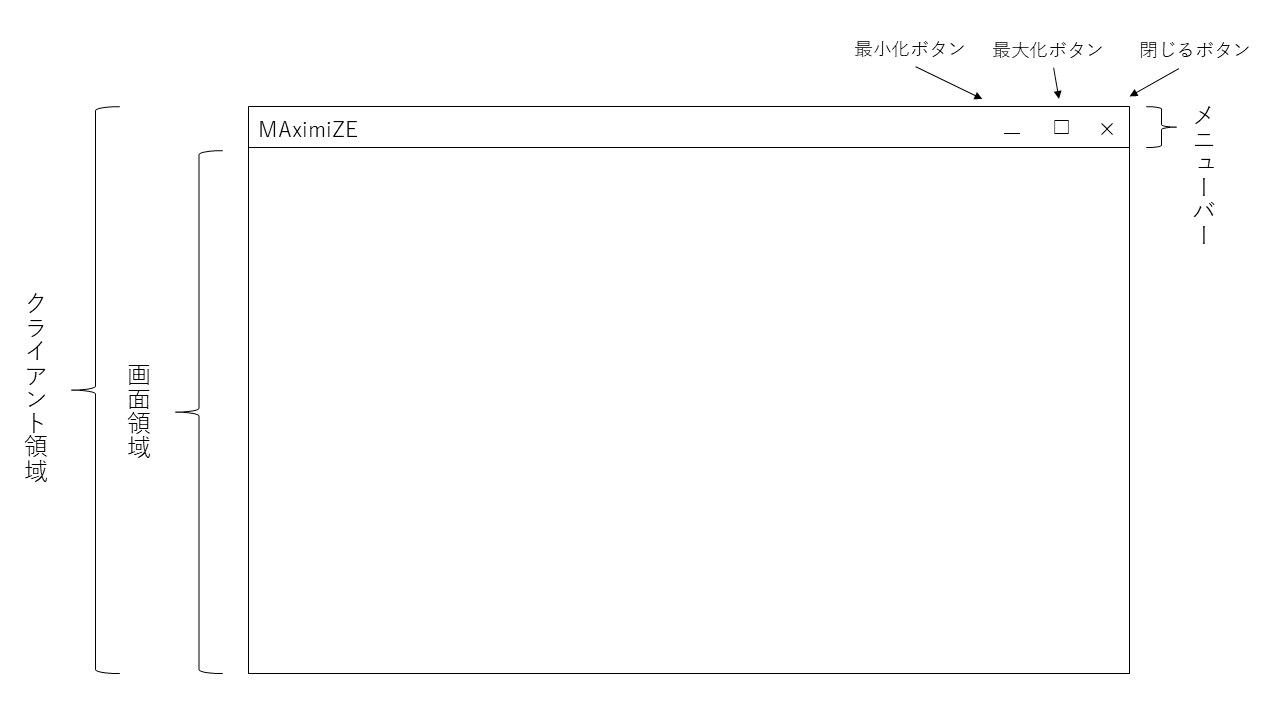 最小化ボタン
最大化ボタン
閉じるボタン
MAximiZE
メニューバー
クライアント領域
画面領域